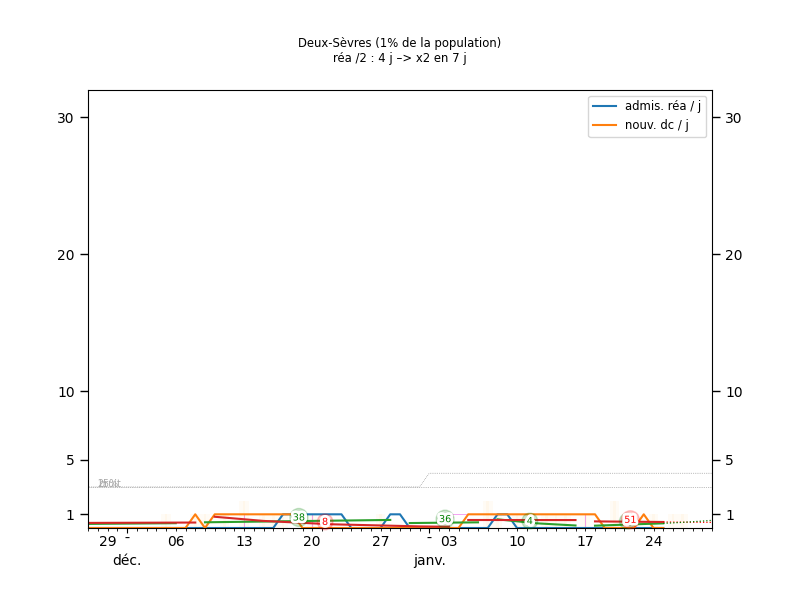 Deux-Sèvres (1% de la population)
réa /2 : 4 j –> x2 en 7 j
admis. réa / j
nouv. dc / j
30 30
20 20
10 10
5 5
1 1
38 8 36 4 51
29 - 06 13 20 27 - 03 10 17 24
déc. janv.